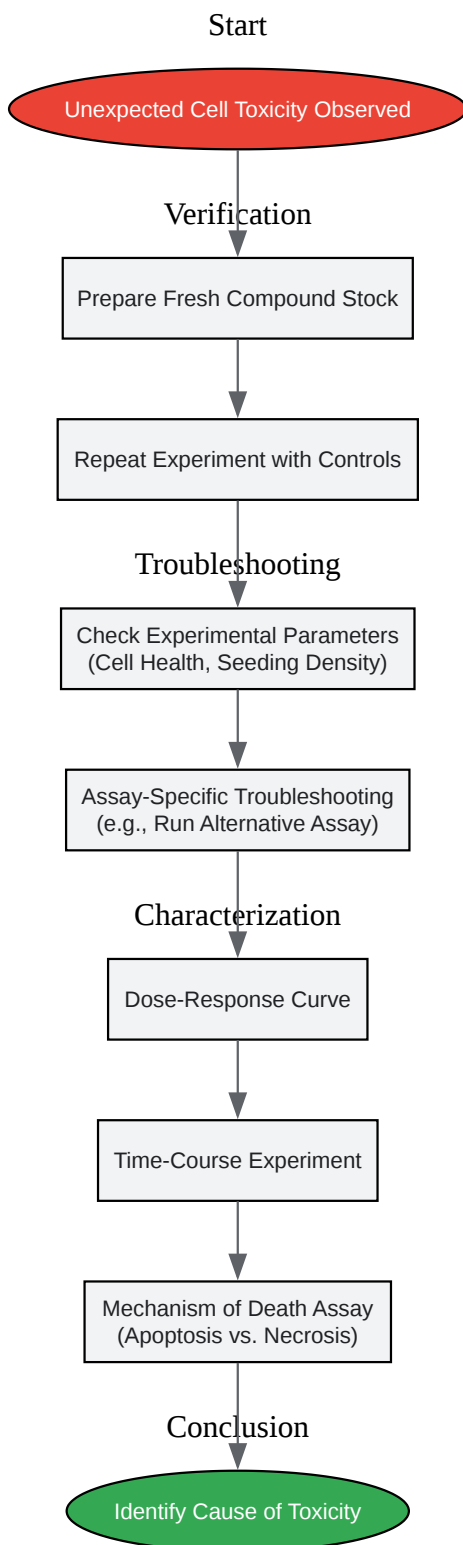 Start
Unexpected Cell Toxicity Observed
Verification
Prepare Fresh Compound Stock
Repeat Experiment with Controls
Troubleshooting
Check Experimental Parameters
(Cell Health, Seeding Density)
Assay-Specific Troubleshooting
(e.g., Run Alternative Assay)
Characterization
Dose-Response Curve
Time-Course Experiment
Mechanism of Death Assay
(Apoptosis vs. Necrosis)
Conclusion
Identify Cause of Toxicity